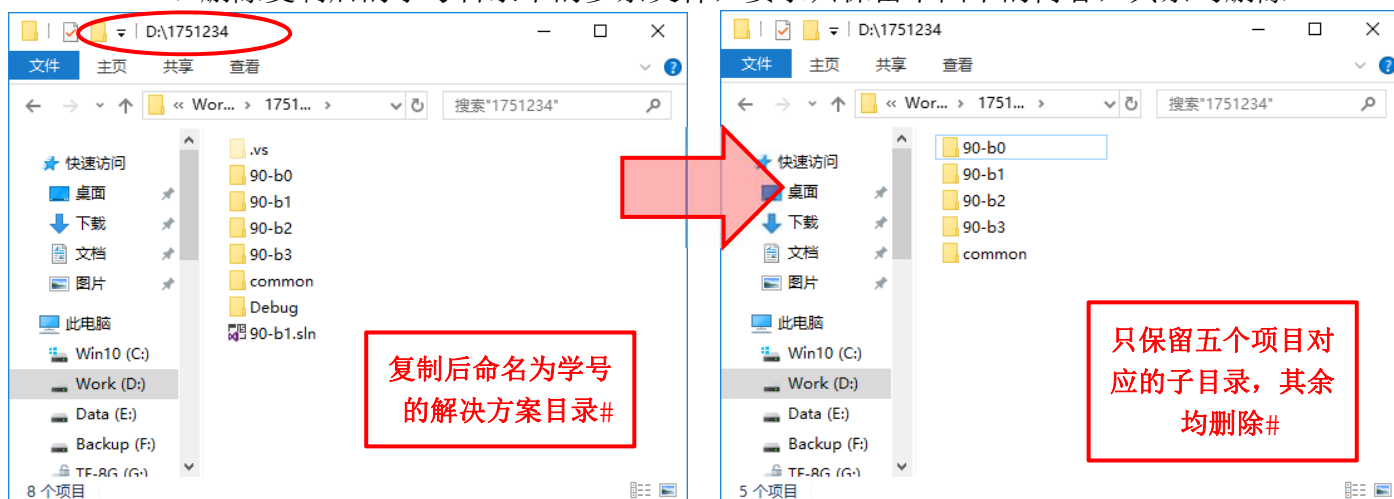 D:\1751234
文件 主页 共享 查看
« Wor... › 1751... ›
搜索"1751234"
快速访问
桌面
下载
文档
图片
此电脑
Win10 (C:)
Work (D:)
Data (E:)
Backup (F:)
TF-8G (G:)
.vs
90-b0
90-b1
90-b2
90-b3
common
Debug
90-b1.sln
复制后命名为学号
的解决方案目录#
8 个项目
D:\1751234
文件 主页 共享 查看
« Wor... › 1751... ›
搜索"1751234"
快速访问
桌面
下载
文档
图片
此电脑
Win10 (C:)
Work (D:)
Data (E:)
Backup (F:)
TF-8G (G:)
90-b0
90-b1
90-b2
90-b3
common
只保留五个项目对
应的子目录，其余
均删除#
5 个项目